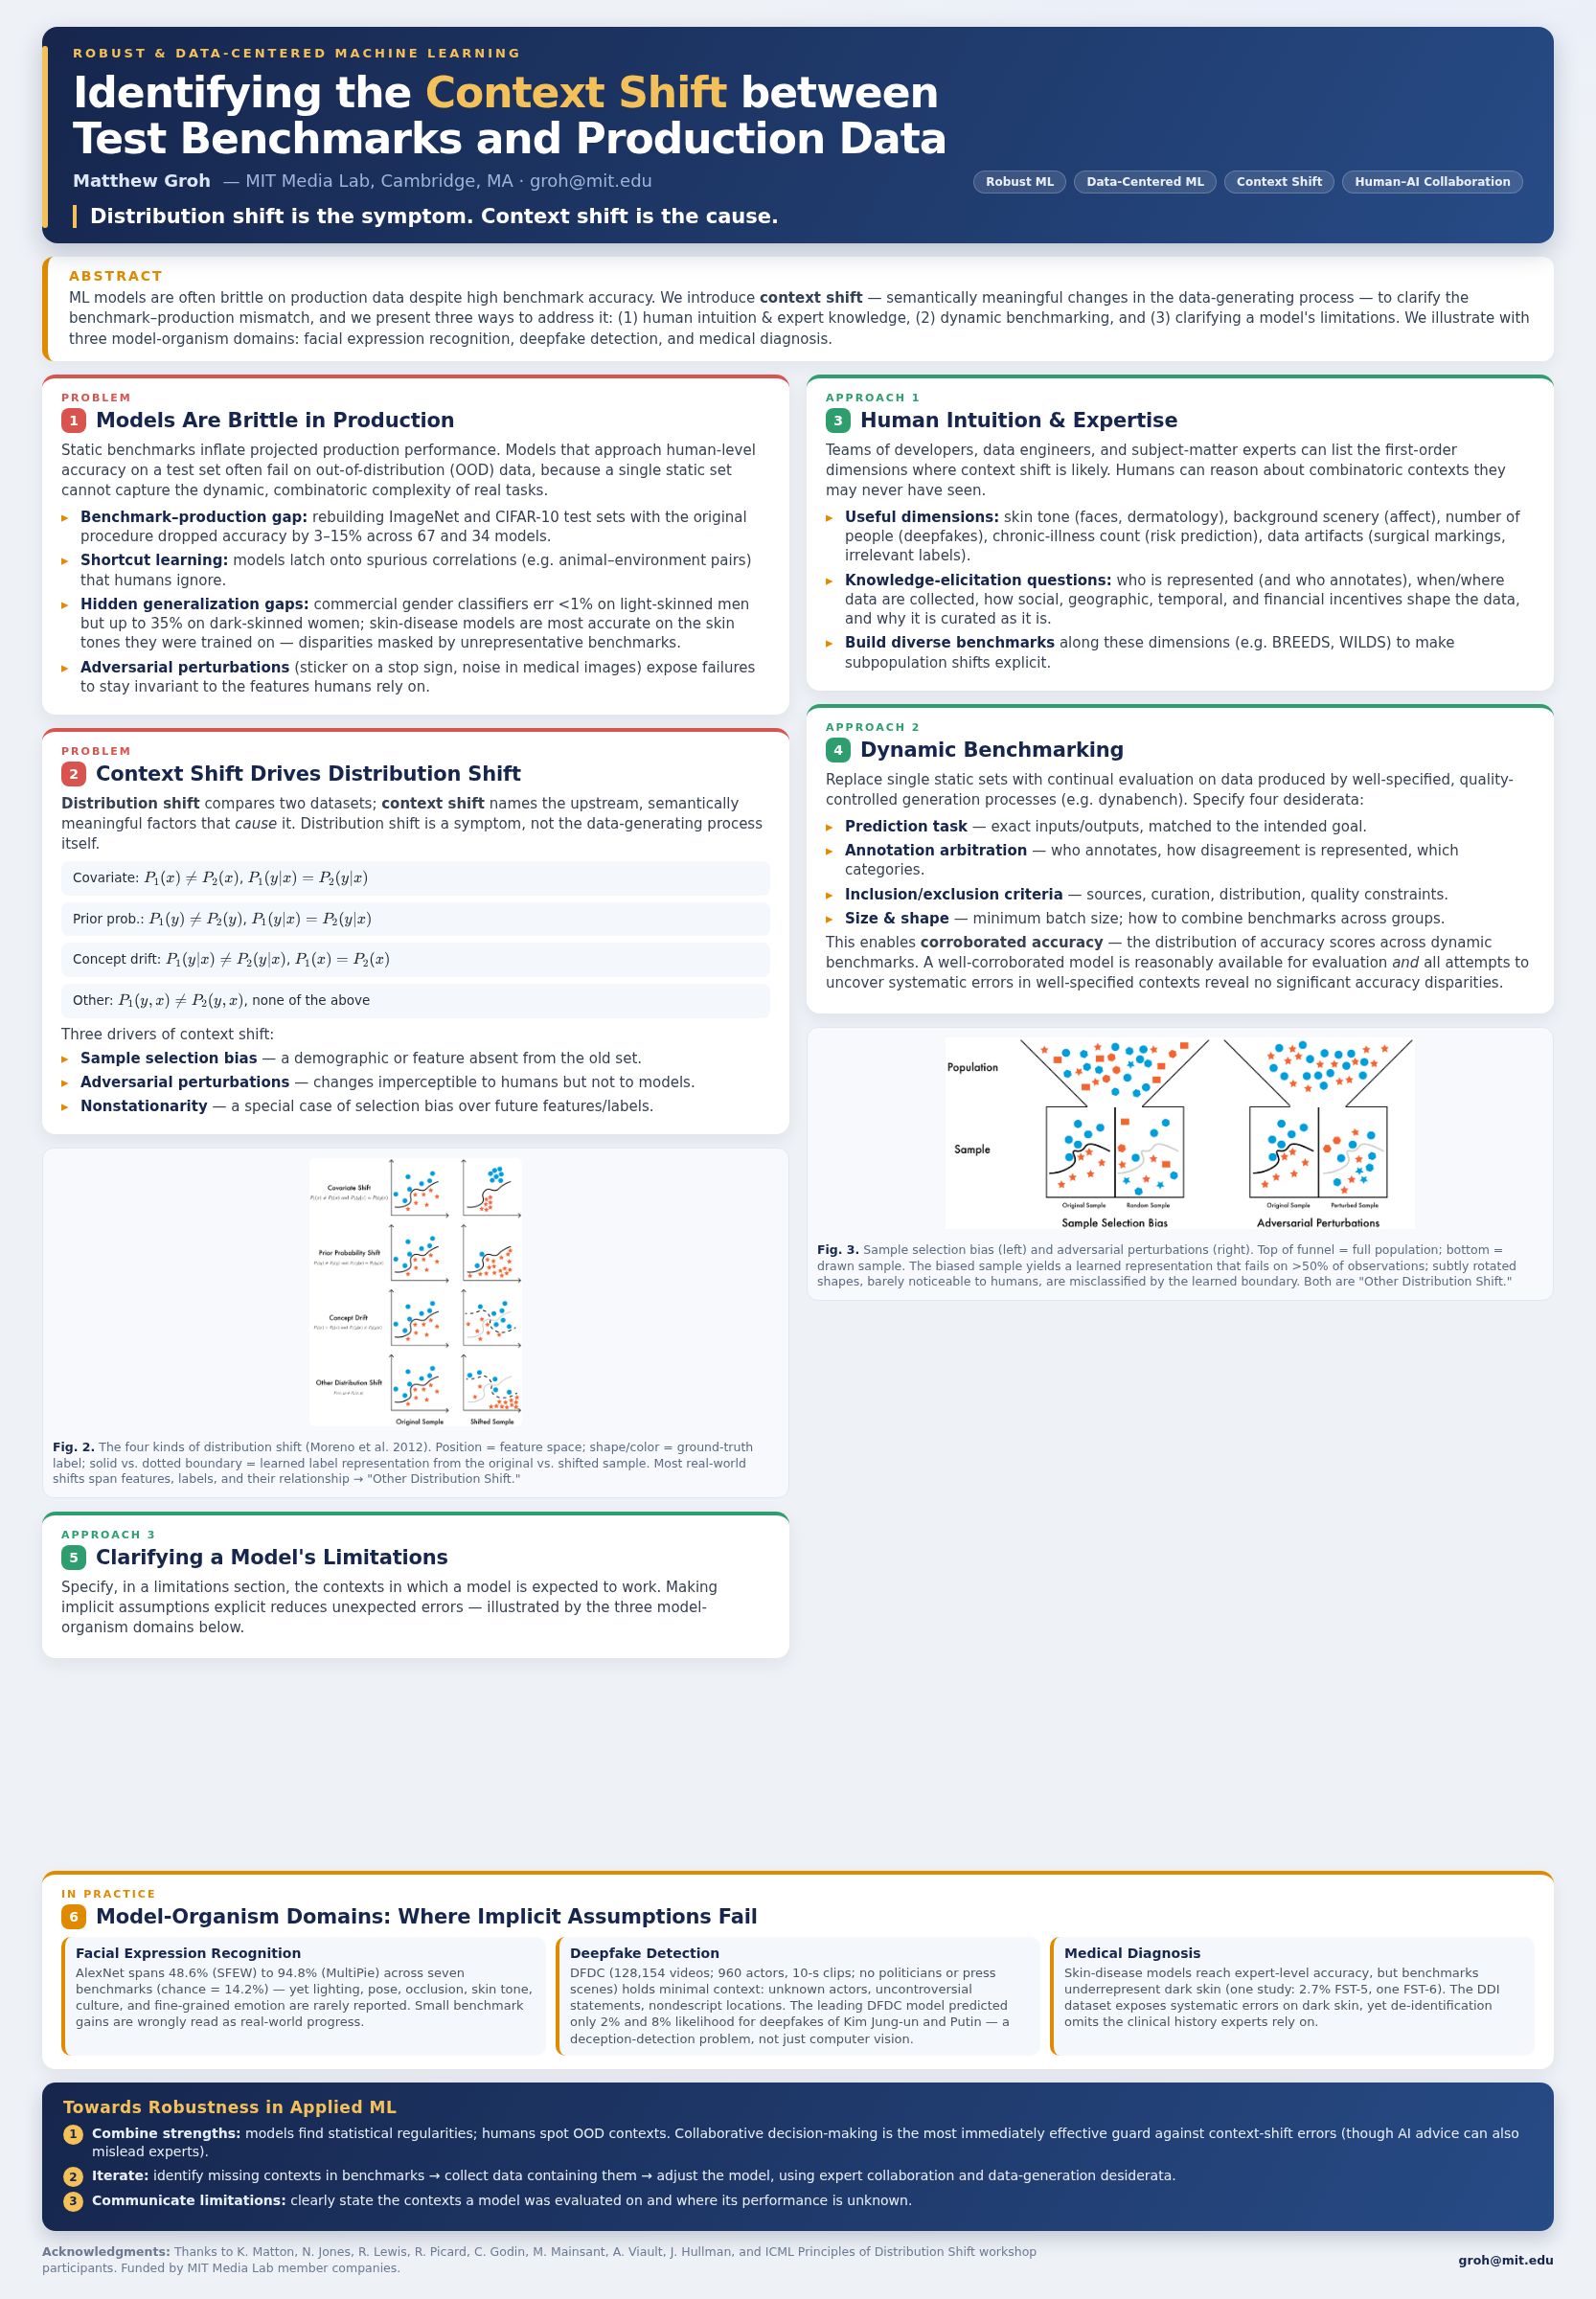 ROBUST & DATA-CENTERED MACHINE LEARNING
Identifying the Context Shift between
Test Benchmarks and Production Data
Matthew Groh — MIT Media Lab, Cambridge, MA · groh@mit.edu
Robust ML
Data-Centered ML
Context Shift
Human–AI Collaboration
Distribution shift is the symptom. Context shift is the cause.
ABSTRACT
ML models are often brittle on production data despite high benchmark accuracy. We introduce context shift — semantically meaningful changes in the data-generating process — to clarify the
benchmark–production mismatch, and we present three ways to address it: (1) human intuition & expert knowledge, (2) dynamic benchmarking, and (3) clarifying a model's limitations. We illustrate with
three model-organism domains: facial expression recognition, deepfake detection, and medical diagnosis.
PROBLEM
1 Models Are Brittle in Production
Static benchmarks inflate projected production performance. Models that approach human-level
accuracy on a test set often fail on out-of-distribution (OOD) data, because a single static set
cannot capture the dynamic, combinatoric complexity of real tasks.
▸ Benchmark–production gap: rebuilding ImageNet and CIFAR-10 test sets with the original
procedure dropped accuracy by 3–15% across 67 and 34 models.
▸ Shortcut learning: models latch onto spurious correlations (e.g. animal–environment pairs)
that humans ignore.
▸ Hidden generalization gaps: commercial gender classifiers err <1% on light-skinned men
but up to 35% on dark-skinned women; skin-disease models are most accurate on the skin
tones they were trained on — disparities masked by unrepresentative benchmarks.
▸ Adversarial perturbations (sticker on a stop sign, noise in medical images) expose failures
to stay invariant to the features humans rely on.
PROBLEM
2 Context Shift Drives Distribution Shift
Distribution shift compares two datasets; context shift names the upstream, semantically
meaningful factors that cause it. Distribution shift is a symptom, not the data-generating process
itself.
Covariate: P₁(x) ≠ P₂(x), P₁(y|x) = P₂(y|x)
Prior prob.: P₁(y) ≠ P₂(y), P₁(y|x) = P₂(y|x)
Concept drift: P₁(y|x) ≠ P₂(y|x), P₁(x) = P₂(x)
Other: P₁(y, x) ≠ P₂(y, x), none of the above
Three drivers of context shift:
▸ Sample selection bias — a demographic or feature absent from the old set.
▸ Adversarial perturbations — changes imperceptible to humans but not to models.
▸ Nonstationarity — a special case of selection bias over future features/labels.
Covariate Shift
Prior Probability Shift
Concept Drift
Other Distribution Shift
Original Sample
Shifted Sample
Fig. 2. The four kinds of distribution shift (Moreno et al. 2012). Position = feature space; shape/color = ground-truth
label; solid vs. dotted boundary = learned label representation from the original vs. shifted sample. Most real-world
shifts span features, labels, and their relationship → "Other Distribution Shift."
APPROACH 3
5 Clarifying a Model's Limitations
Specify, in a limitations section, the contexts in which a model is expected to work. Making
implicit assumptions explicit reduces unexpected errors — illustrated by the three model-
organism domains below.
APPROACH 1
3 Human Intuition & Expertise
Teams of developers, data engineers, and subject-matter experts can list the first-order
dimensions where context shift is likely. Humans can reason about combinatoric contexts they
may never have seen.
▸ Useful dimensions: skin tone (faces, dermatology), background scenery (affect), number of
people (deepfakes), chronic-illness count (risk prediction), data artifacts (surgical markings,
irrelevant labels).
▸ Knowledge-elicitation questions: who is represented (and who annotates), when/where
data are collected, how social, geographic, temporal, and financial incentives shape the data,
and why it is curated as it is.
▸ Build diverse benchmarks along these dimensions (e.g. BREEDS, WILDS) to make
subpopulation shifts explicit.
APPROACH 2
4 Dynamic Benchmarking
Replace single static sets with continual evaluation on data produced by well-specified, quality-
controlled generation processes (e.g. dynabench). Specify four desiderata:
▸ Prediction task — exact inputs/outputs, matched to the intended goal.
▸ Annotation arbitration — who annotates, how disagreement is represented, which
categories.
▸ Inclusion/exclusion criteria — sources, curation, distribution, quality constraints.
▸ Size & shape — minimum batch size; how to combine benchmarks across groups.
This enables corroborated accuracy — the distribution of accuracy scores across dynamic
benchmarks. A well-corroborated model is reasonably available for evaluation and all attempts to
uncover systematic errors in well-specified contexts reveal no significant accuracy disparities.
Population
Sample
Original Sample
Random Sample
Original Sample
Perturbed Sample
Sample Selection Bias
Adversarial Perturbations
Fig. 3. Sample selection bias (left) and adversarial perturbations (right). Top of funnel = full population; bottom =
drawn sample. The biased sample yields a learned representation that fails on >50% of observations; subtly rotated
shapes, barely noticeable to humans, are misclassified by the learned boundary. Both are "Other Distribution Shift."
IN PRACTICE
6 Model-Organism Domains: Where Implicit Assumptions Fail
Facial Expression Recognition
AlexNet spans 48.6% (SFEW) to 94.8% (MultiPie) across seven
benchmarks (chance = 14.2%) — yet lighting, pose, occlusion, skin tone,
culture, and fine-grained emotion are rarely reported. Small benchmark
gains are wrongly read as real-world progress.
Deepfake Detection
DFDC (128,154 videos; 960 actors, 10-s clips; no politicians or press
scenes) holds minimal context: unknown actors, uncontroversial
statements, nondescript locations. The leading DFDC model predicted
only 2% and 8% likelihood for deepfakes of Kim Jung-un and Putin — a
deception-detection problem, not just computer vision.
Medical Diagnosis
Skin-disease models reach expert-level accuracy, but benchmarks
underrepresent dark skin (one study: 2.7% FST-5, one FST-6). The DDI
dataset exposes systematic errors on dark skin, yet de-identification
omits the clinical history experts rely on.
Towards Robustness in Applied ML
1 Combine strengths: models find statistical regularities; humans spot OOD contexts. Collaborative decision-making is the most immediately effective guard against context-shift errors (though AI advice can also
mislead experts).
2 Iterate: identify missing contexts in benchmarks → collect data containing them → adjust the model, using expert collaboration and data-generation desiderata.
3 Communicate limitations: clearly state the contexts a model was evaluated on and where its performance is unknown.
Acknowledgments: Thanks to K. Matton, N. Jones, R. Lewis, R. Picard, C. Godin, M. Mainsant, A. Viault, J. Hullman, and ICML Principles of Distribution Shift workshop
participants. Funded by MIT Media Lab member companies.
groh@mit.edu